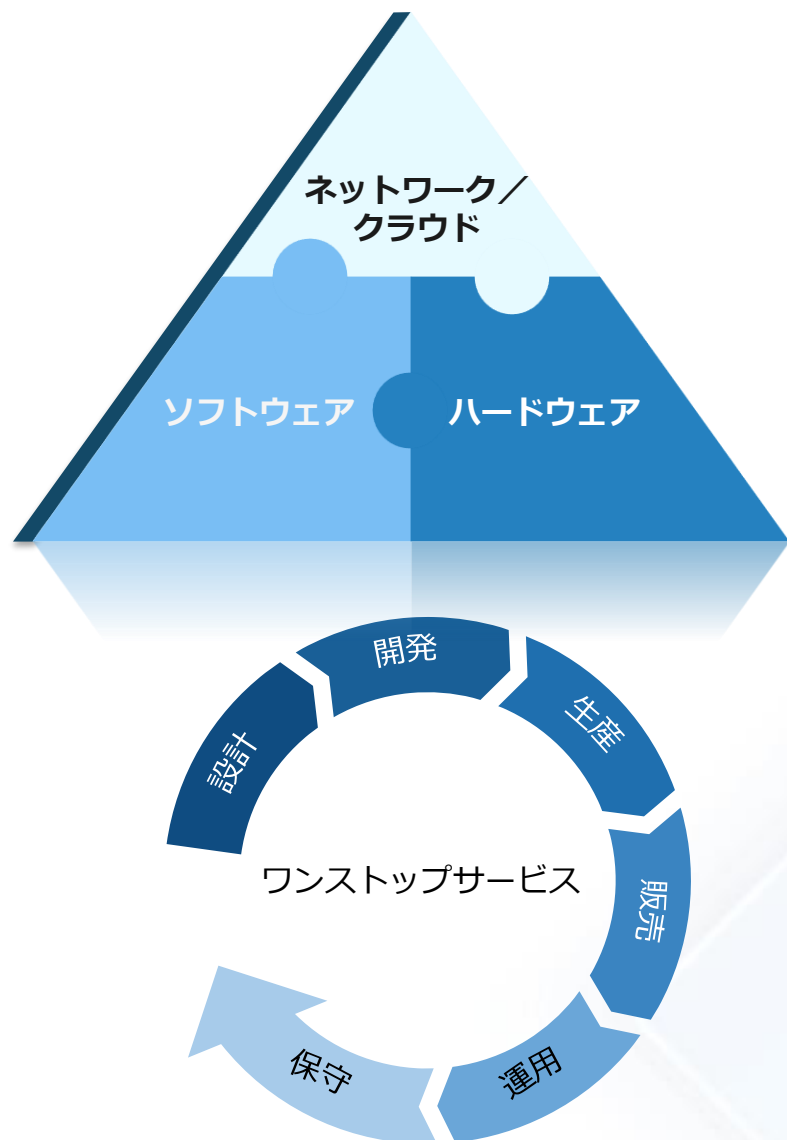 ネットワーク／
クラウド
ソフトウェア
ハードウェア
開発
生産
設計
ワンストップサービス
販売
運用
保守